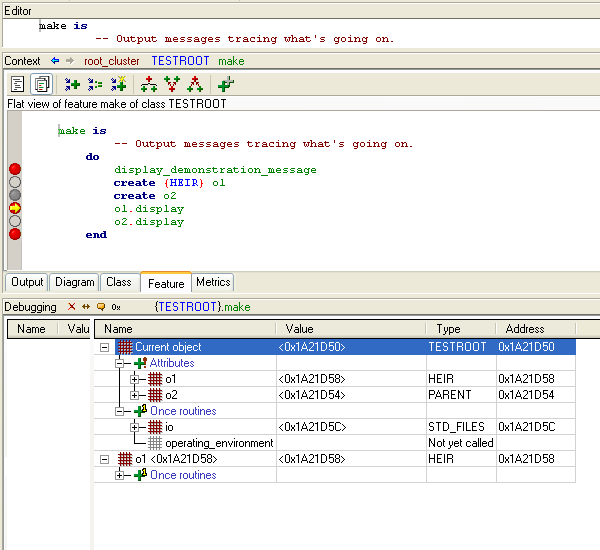 Editor
make is
-- Output messages tracing what's going on.
Context root_cluster TESTROOT make
Flat view of feature make of class TESTROOT
make is
-- Output messages tracing what's going on.
do
display_demonstration_message
create {HEIR} o1
create o2
o1.display
o2.display
end
Output Diagram Class Feature Metrics
Debugging 0x {TESTROOT}.make
Name Valu Name Value Type Address
Current object <0x1A21D50> TESTROOT 0x1A21D50
Attributes
o1 <0x1A21D58> HEIR 0x1A21D58
o2 <0x1A21D54> PARENT 0x1A21D54
Once routines
io <0x1A21D5C> STD_FILES 0x1A21D5C
operating_environment Not yet called
o1 <0x1A21D58> <0x1A21D58> HEIR 0x1A21D58
Once routines